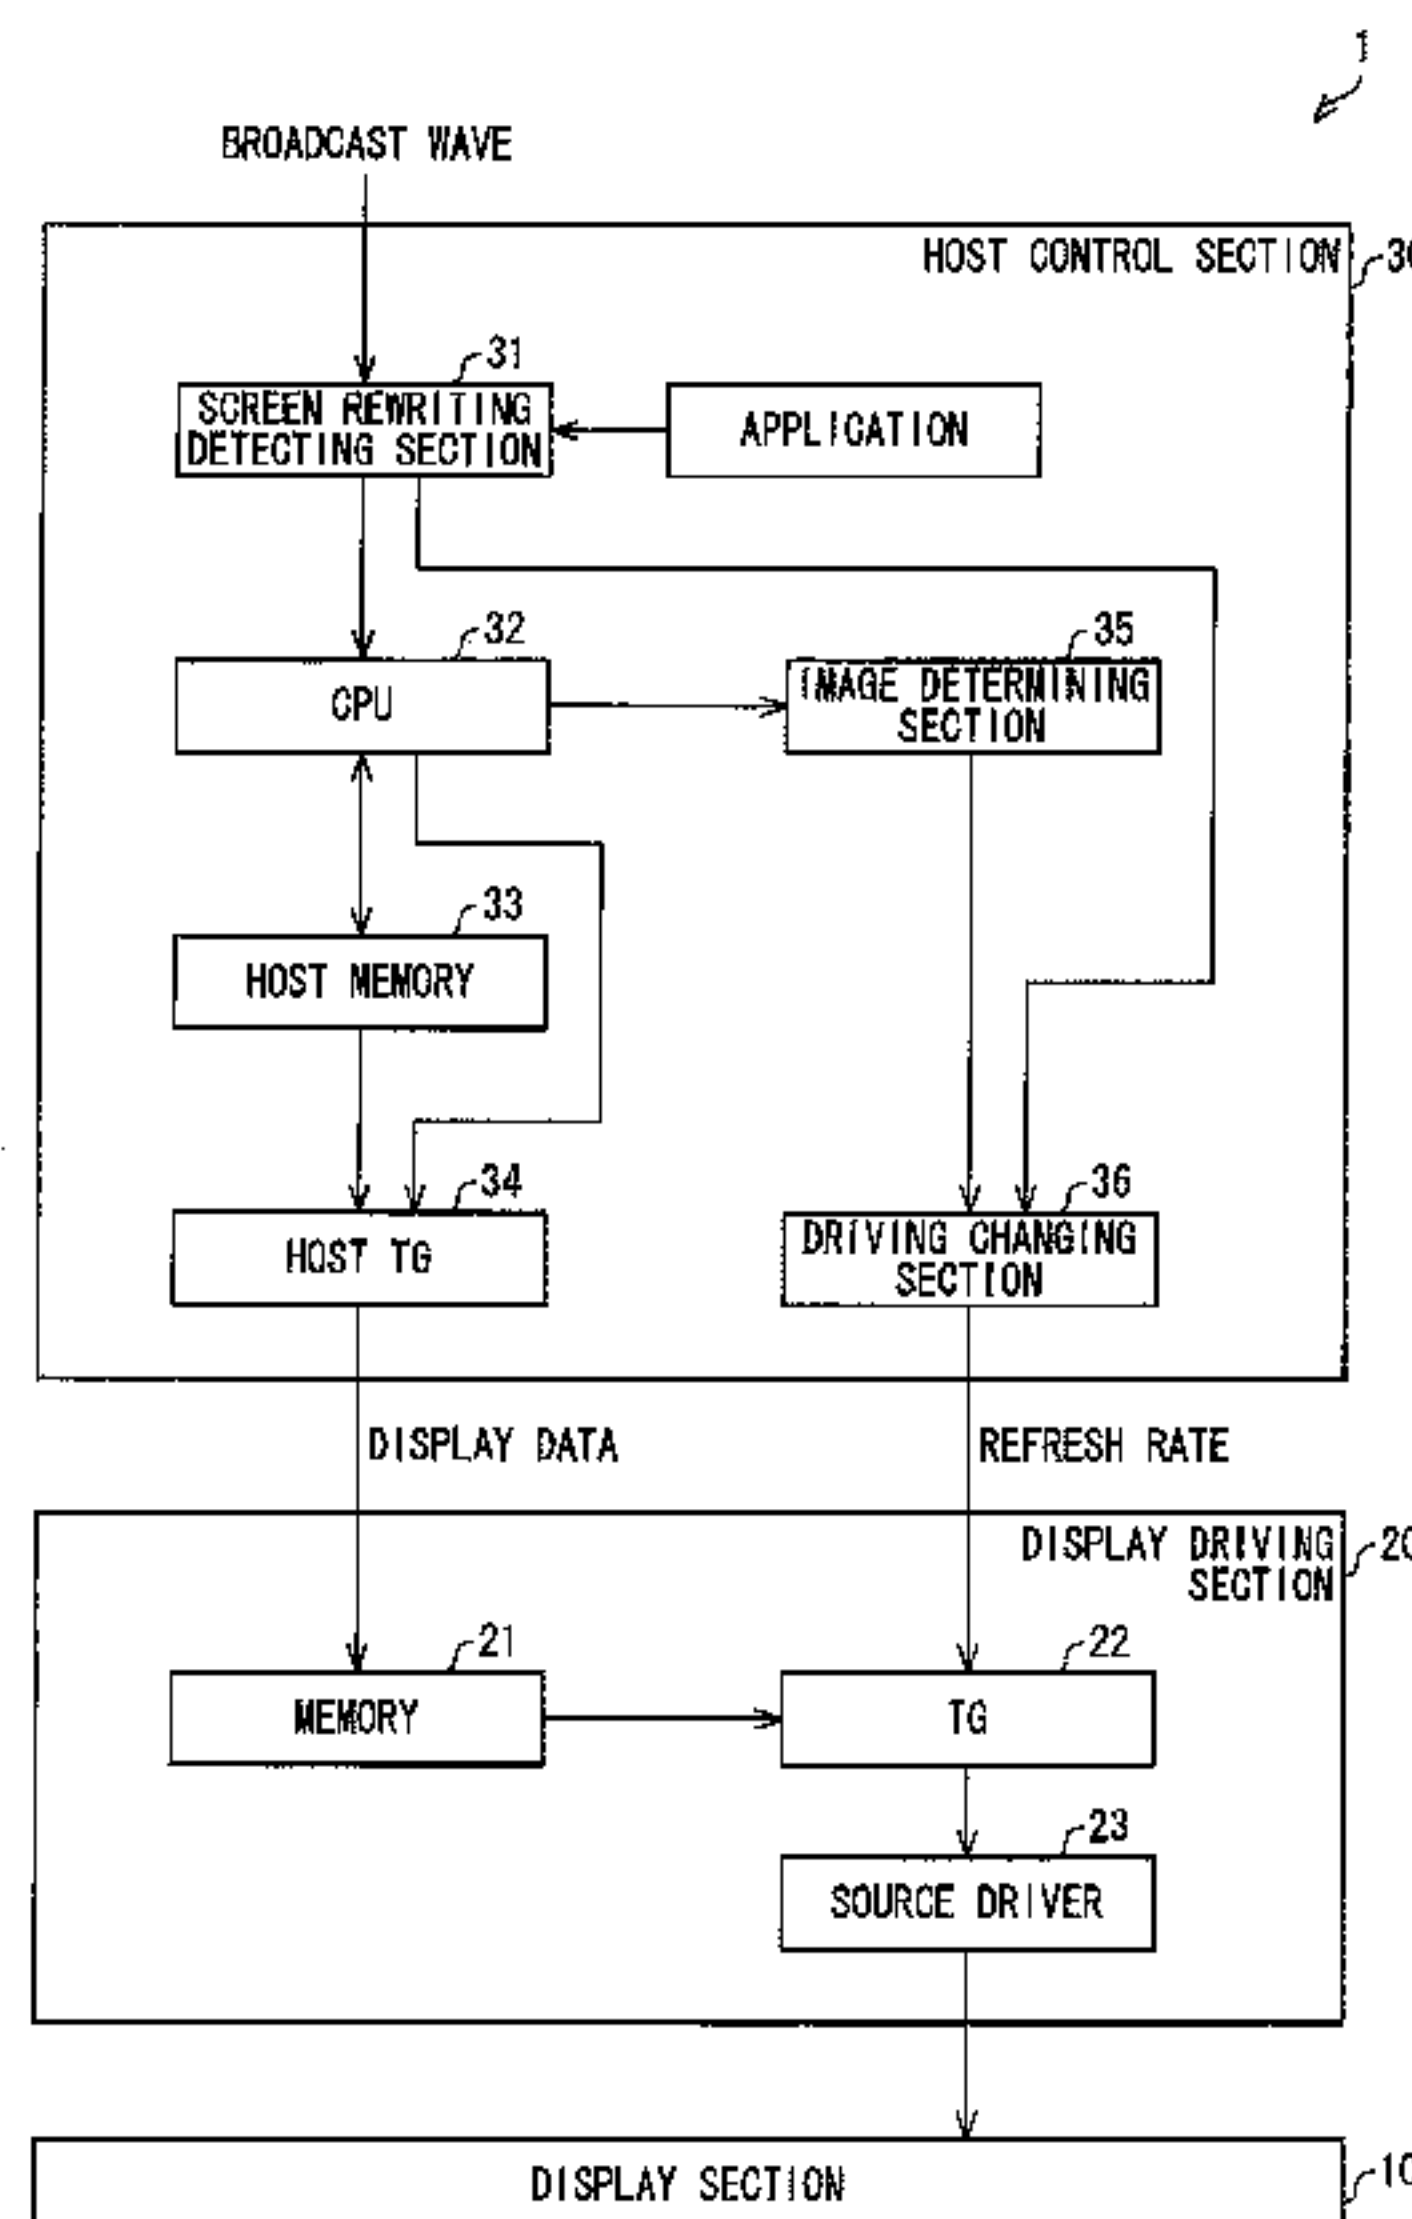 1
BROADCAST WAVE
HOST CONTROL SECTION
30
31
SCREEN REWRITING
DETECTING SECTION
APPLICATION
32
CPU
35
IMAGE DETERMINING
SECTION
33
HOST MEMORY
34
HOST TG
36
DRIVING CHANGING
SECTION
DISPLAY DATA
REFRESH RATE
DISPLAY DRIVING
SECTION
20
21
MEMORY
22
TG
23
SOURCE DRIVER
DISPLAY SECTION
10